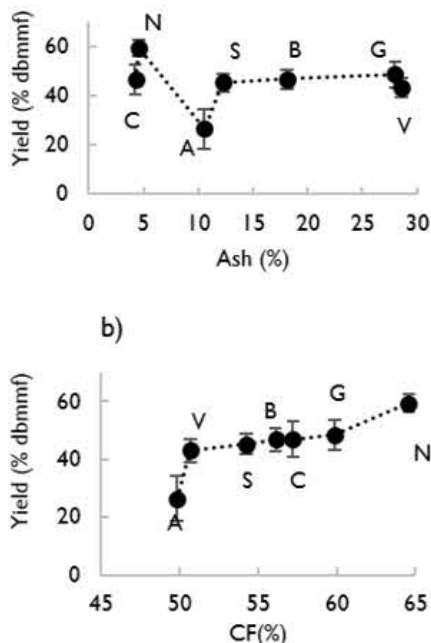 60
N
S
B
G
40
C
V
20
A
0
0 5 10 15 20 25 30
Yield (% dbmmf)
Ash (%)
b)
60
G
V
B
N
40
S
C
20
A
0
45 50 55 60 65
Yield (% dbmmf)
CF(%)